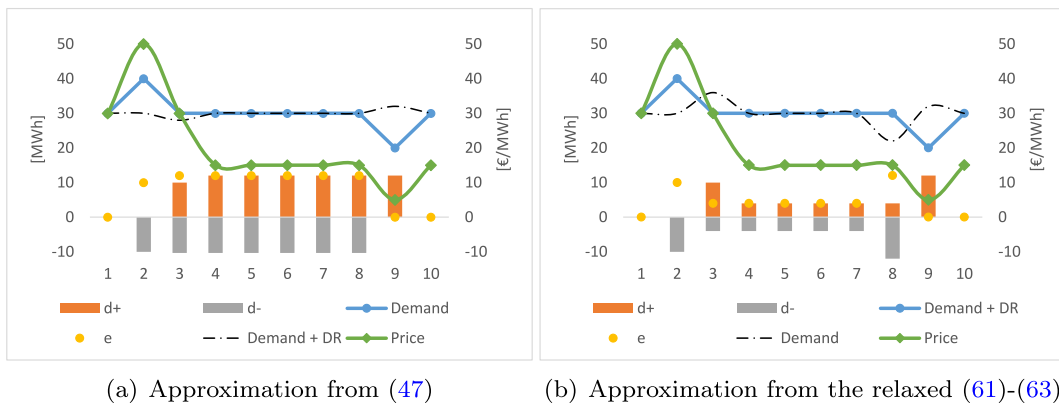 50 50
40 40
30 30
20 20
10 10
0 0
-10 -10
[MWh]
[€/MWh]
1 2 3 4 5 6 7 8 9 10
d+ d- Demand
e Demand + DR Price
(a) Approximation from (47)
50 50
40 40
30 30
20 20
10 10
0 0
-10 -10
[MWh]
[€/MWh]
1 2 3 4 5 6 7 8 9 10
d+ d- Demand + DR
e Demand Price
(b) Approximation from the relaxed (61)-(63)